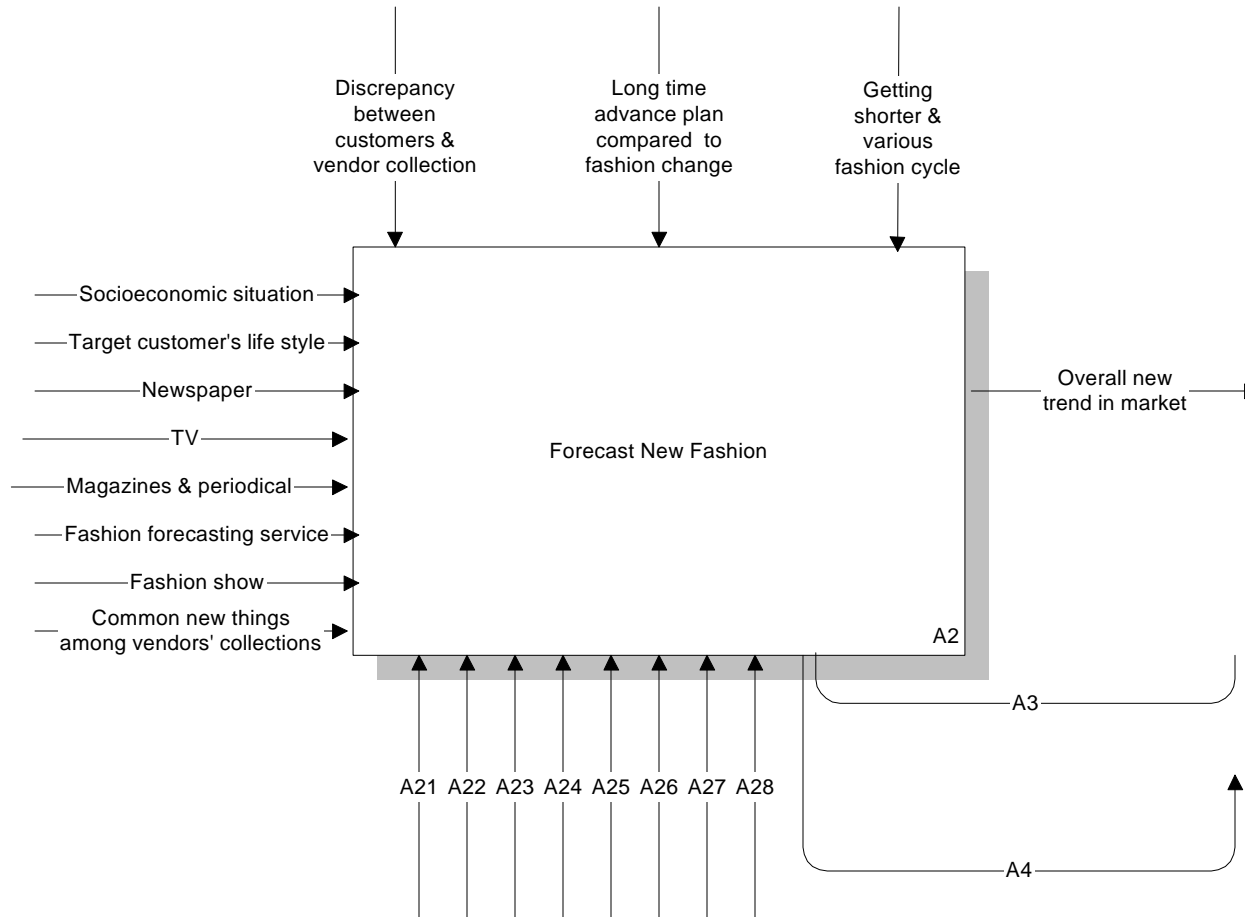 Discrepancy
between
customers &
vendor collection
Long time
advance plan
compared to
fashion change
Getting
shorter &
various
fashion cycle
Socioeconomic situation
Target customer's life style
Newspaper
TV
Magazines & periodical
Fashion forecasting service
Fashion show
Common new things
among vendors' collections
Forecast New Fashion
A2
Overall new
trend in market
A3
A21 A22 A23 A24 A25 A26 A27 A28
A4